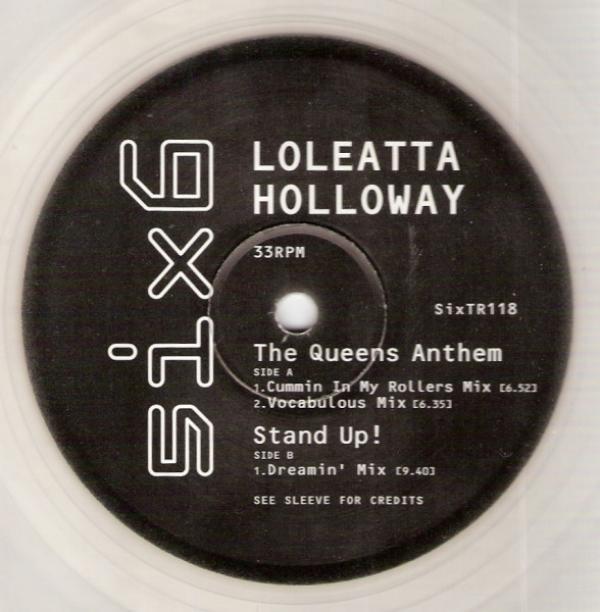 six6
LOLEATTA
HOLLOWAY
33RPM
SixTR118
The Queens Anthem
SIDE A
1.Cummin In My Rollers Mix [6.52]
2.Vocabulous Mix [6.35]
Stand Up!
SIDE B
1.Dreamin' Mix [9.40]
SEE SLEEVE FOR CREDITS